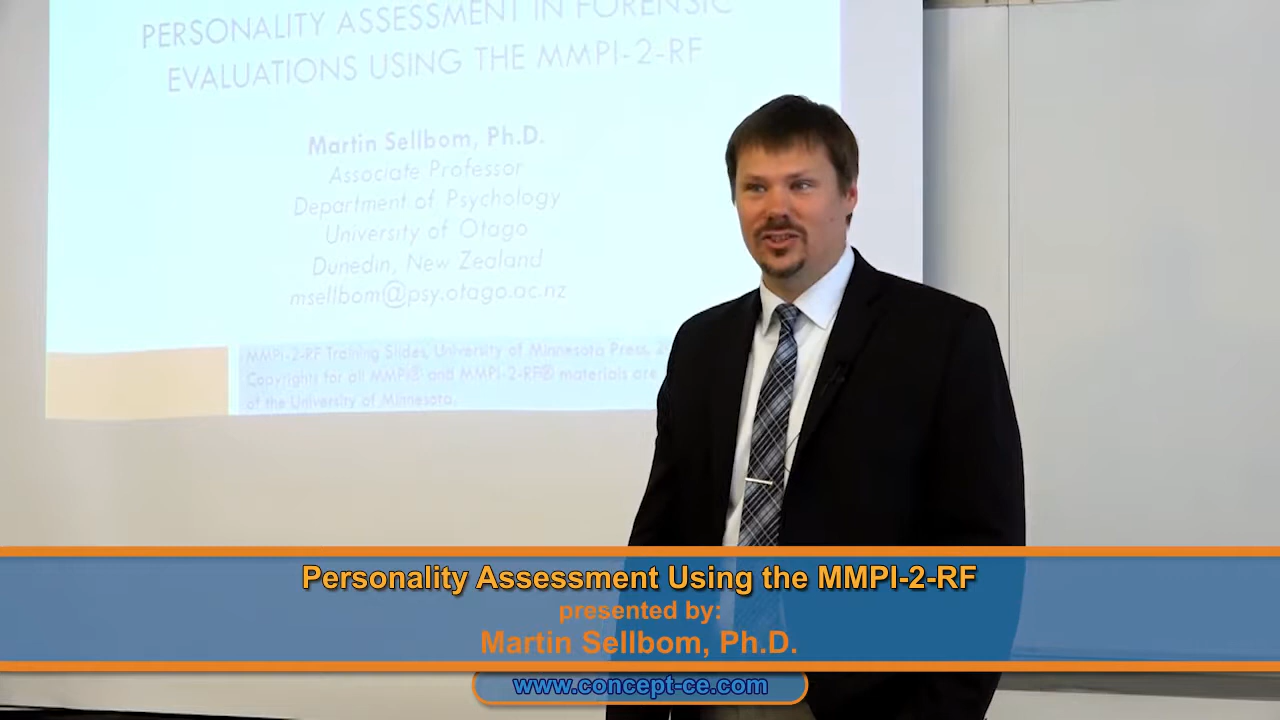 PERSONALITY ASSESSMENT IN FORENSIC
EVALUATIONS USING THE MMPI-2-RF
Martin Sellbom, Ph.D.
Associate Professor
Department of Psychology
University of Otago
Dunedin, New Zealand
msellbom@psy.otago.ac.nz
MMPI-2-RF Training Slides, University of Minnesota Press,
Copyrights for all MMPI® and MMPI-2-RF® materials are
of the University of Minnesota.
Personality Assessment Using the MMPI-2-RF
presented by:
Martin Sellbom, Ph.D.
www.concept-ce.com